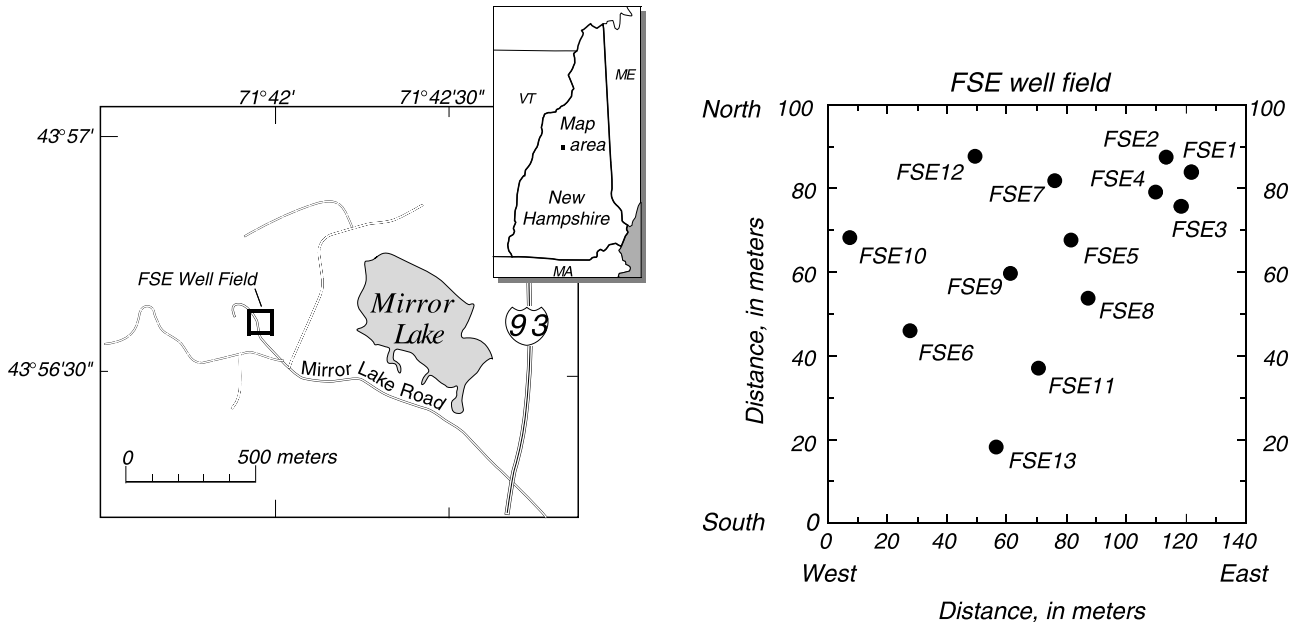 71°42'
71°42'30"
43°57'
43°56'30"
VT
ME
Map
area
New
Hampshire
MA
FSE Well Field
Mirror
Lake
93
Mirror Lake Road
0
500 meters
FSE well field
North
South
100
80
60
40
20
0
Distance, in meters
FSE2
FSE1
FSE12
FSE4
FSE7
FSE3
FSE10
FSE5
FSE9
FSE8
FSE6
FSE11
FSE13
100
80
60
40
20
0
20
40
60
80
100
120
140
West
East
Distance, in meters